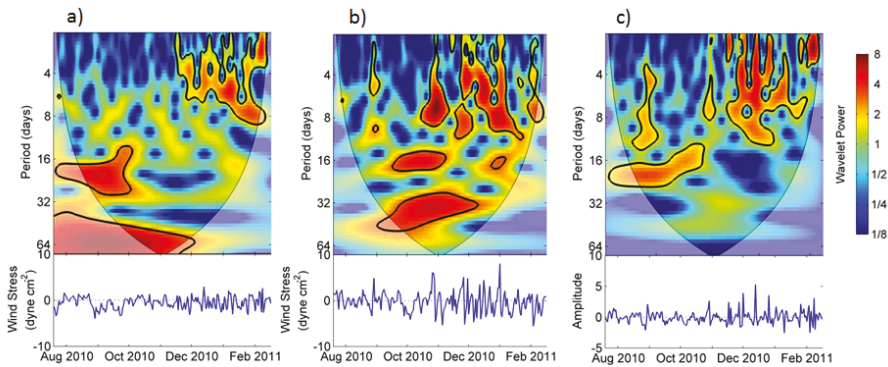 a)
b)
c)
Period (days)
4
8
16
32
64
Period (days)
4
8
16
32
64
Period (days)
4
8
16
32
64
8
4
2
1
1/2
1/4
1/8
Wavelet Power
Wind Stress
(dyne cm-2)
10
0
-10
Wind Stress
(dyne cm-2)
10
0
-10
Amplitude
10
5
0
-5
Aug 2010 Oct 2010 Dec 2010 Feb 2011
Aug 2010 Oct 2010 Dec 2010 Feb 2011
Aug 2010 Oct 2010 Dec 2010 Feb 2011